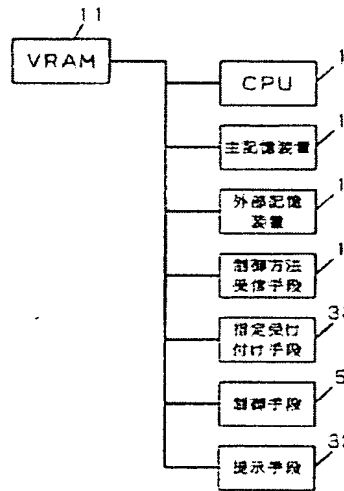 11
VRAM
CPU
主記憶装置
外部記憶
装置
制御方法
受信手段
指定受け
付け手段
制御手段
提示手段